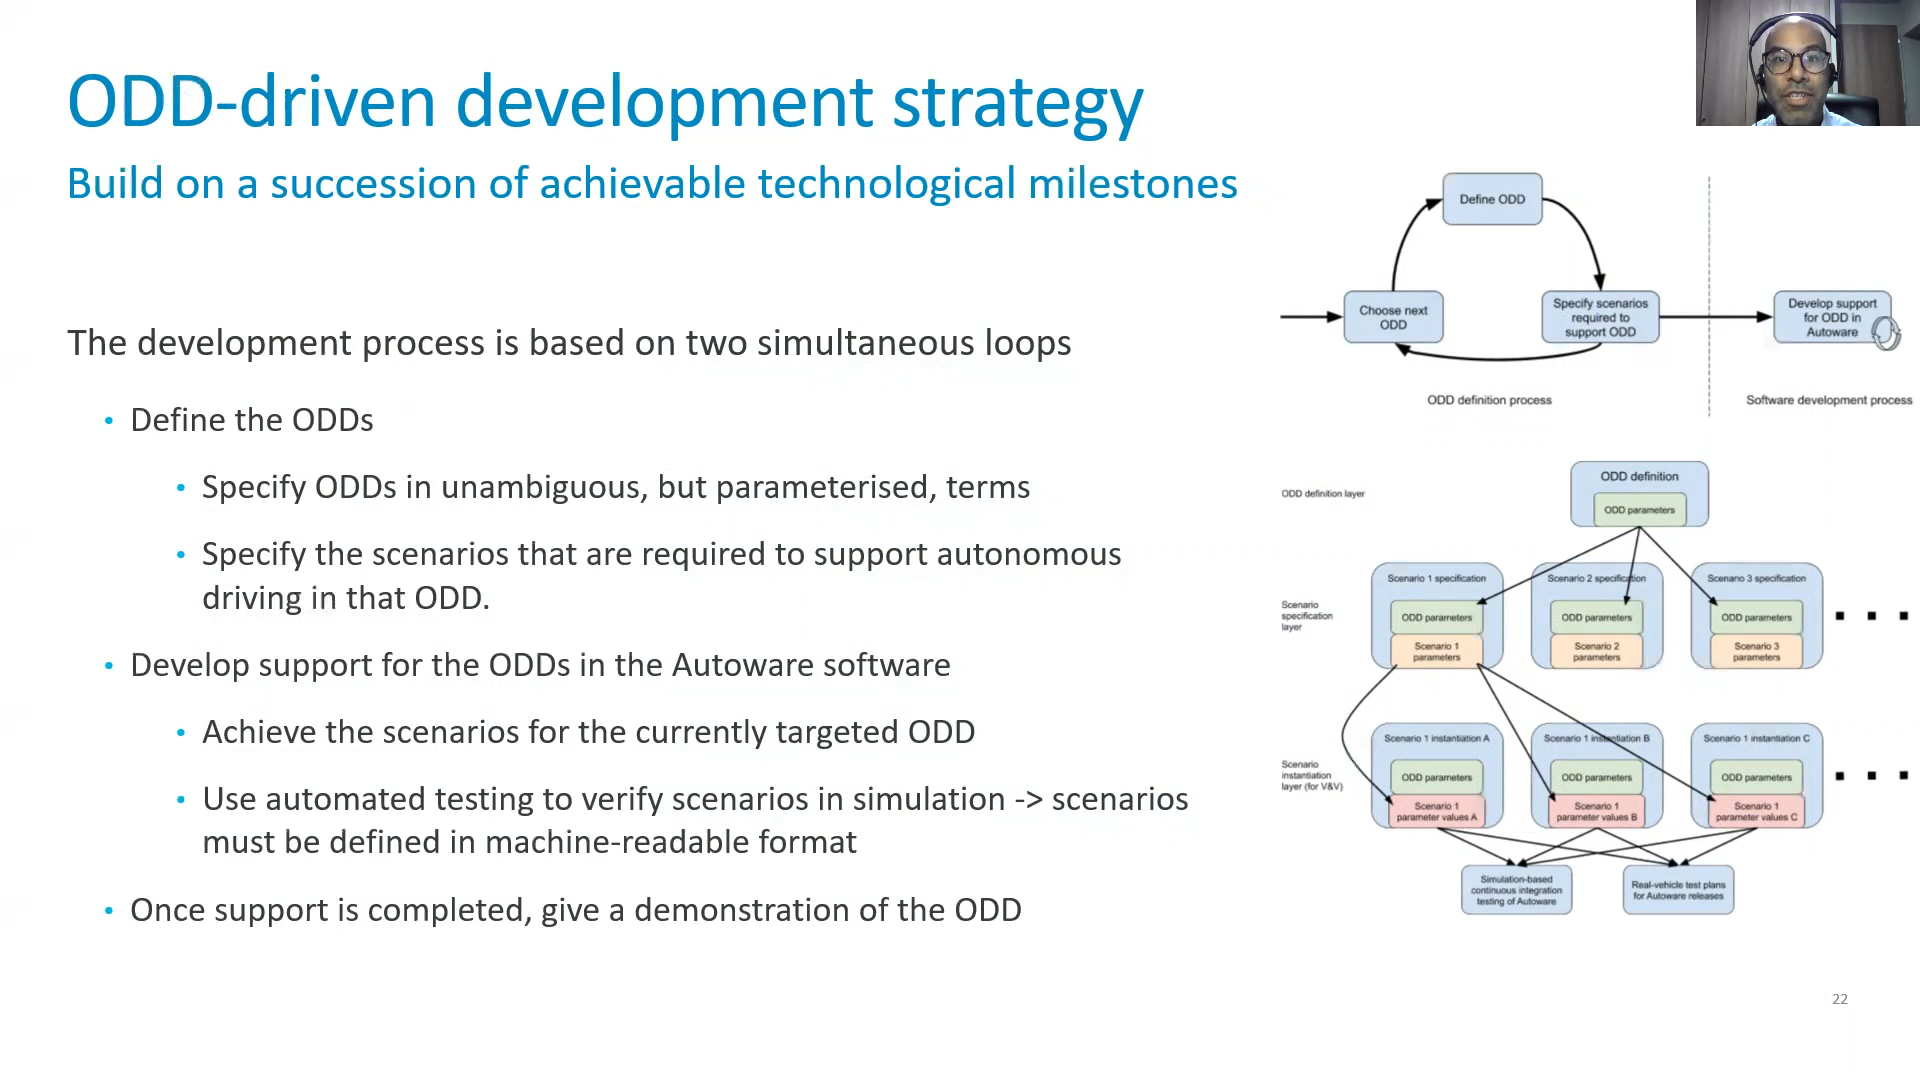 ODD-driven development strategy
Build on a succession of achievable technological milestones
The development process is based on two simultaneous loops
• Define the ODDs
• Specify ODDs in unambiguous, but parameterised, terms
• Specify the scenarios that are required to support autonomous
driving in that ODD.
• Develop support for the ODDs in the Autoware software
• Achieve the scenarios for the currently targeted ODD
• Use automated testing to verify scenarios in simulation -> scenarios
must be defined in machine-readable format
• Once support is completed, give a demonstration of the ODD
Define ODD
Choose next
ODD
Specify scenarios
required to
support ODD
Develop support
for ODD in
Autoware
ODD definition process
Software development process
ODD definition layer
ODD definition
ODD parameters
Scenario
specification
layer
Scenario 1 specification
ODD parameters
Scenario 1
parameters
Scenario 2 specification
ODD parameters
Scenario 2
parameters
Scenario 3 specification
ODD parameters
Scenario 3
parameters
Scenario
instantiation
layer (for V&V)
Scenario 1 instantiation A
ODD parameters
Scenario 1
parameter values A
Scenario 1 instantiation B
ODD parameters
Scenario 1
parameter values B
Scenario 1 instantiation C
ODD parameters
Scenario 1
parameter values C
Simulation-based
continuous integration
testing of Autoware
Real-vehicle test plans
for Autoware releases
22